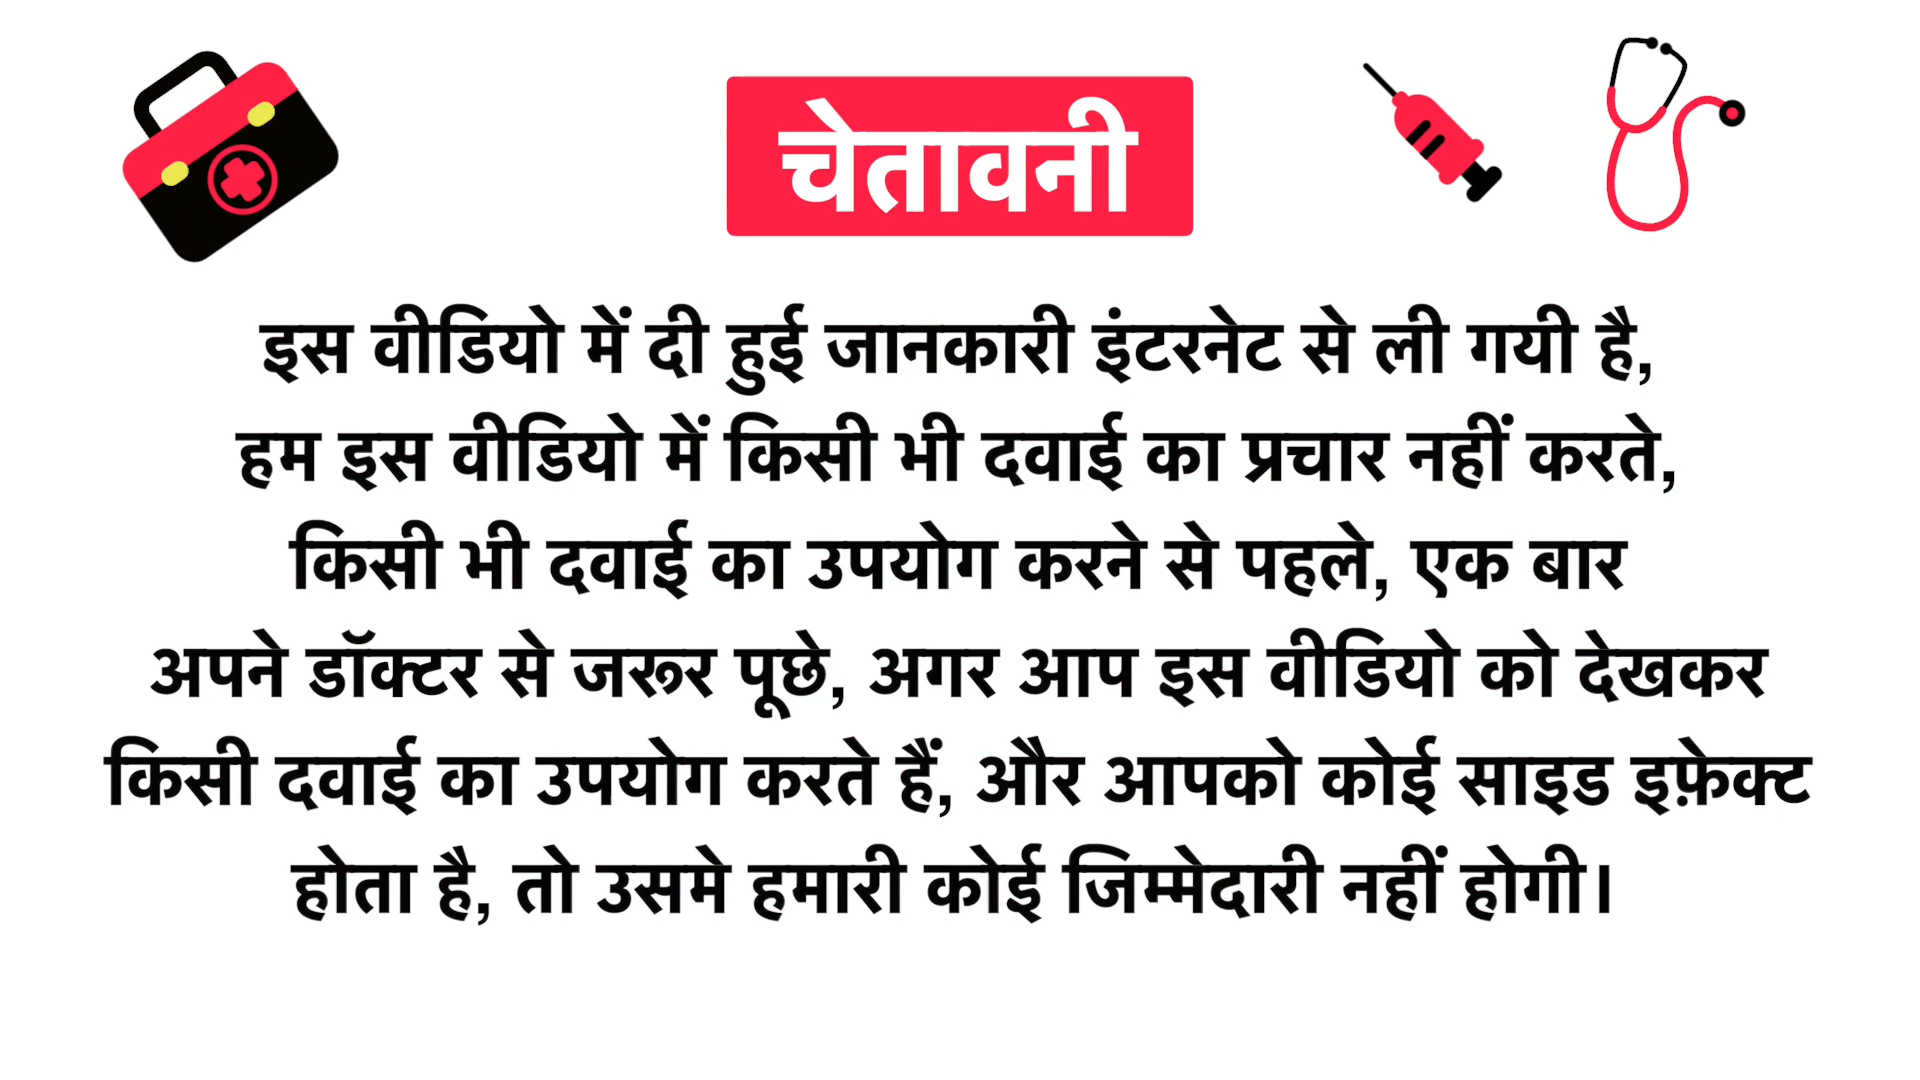 चेतावनी
इस वीडियो में दी हुई जानकारी इंटरनेट से ली गयी है,
हम इस वीडियो में किसी भी दवाई का प्रचार नहीं करते,
किसी भी दवाई का उपयोग करने से पहले, एक बार
अपने डॉक्टर से जरूर पूछे, अगर आप इस वीडियो को देखकर
किसी दवाई का उपयोग करते हैं, और आपको कोई साइड इफ़ेक्ट
होता है, तो उसमे हमारी कोई जिम्मेदारी नहीं होगी।